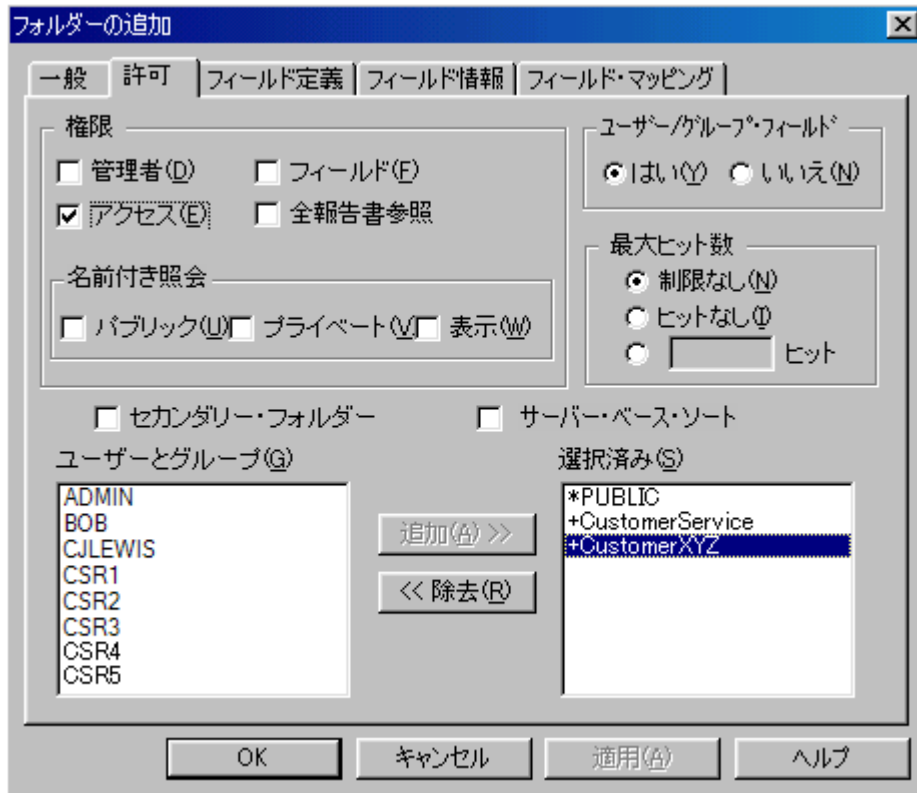 フォルダーの追加
一般 許可 フィールド定義 フィールド情報 フィールド・マッピング
権限
管理者(D) フィールド(F)
アクセス(E) 全報告書参照
名前付き照会
パブリック(U) プライベート(V) 表示(W)
ユーザー/グループ・フィールド
はい(Y) いいえ(N)
最大ヒット数
制限なし(N)
ヒットなし(I)
ヒット
セカンダリー・フォルダー サーバー・ベース・ソート
ユーザーとグループ(G)
ADMIN
BOB
CJLEWIS
CSR1
CSR2
CSR3
CSR4
CSR5
追加(A) >>
<< 除去(R)
選択済み(S)
*PUBLIC
+CustomerService
+CustomerXYZ
OK キャンセル 適用(A) ヘルプ